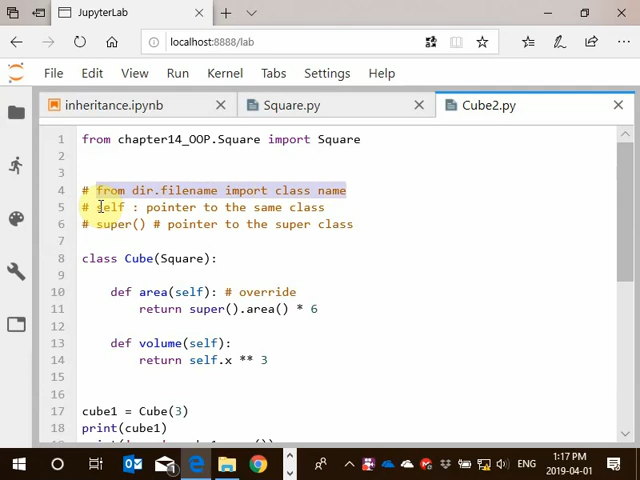 JupyterLab
localhost:8888/lab
File Edit View Run Kernel Tabs Settings Help
inheritance.ipynb Square.py Cube2.py
1 from chapter14_OOP.Square import Square
2
3
4 # from dir.filename import class name
5 # self : pointer to the same class
6 # super() # pointer to the super class
7
8 class Cube(Square):
9
10 def area(self): # override
11 return super().area() * 6
12
13 def volume(self):
14 return self.x ** 3
15
16
17 cube1 = Cube(3)
18 print(cube1)
ENG
1:17 PM
2019-04-01